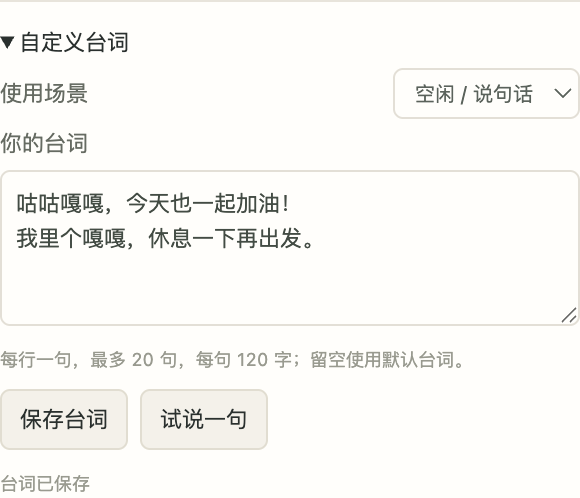 ▼自定义台词
使用场景
空闲 / 说句话
你的台词
咕咕嘎嘎，今天也一起加油！
我里个嘎嘎，休息一下再出发。
每行一句，最多 20 句，每句 120 字；留空使用默认台词。
保存台词
试说一句
台词已保存